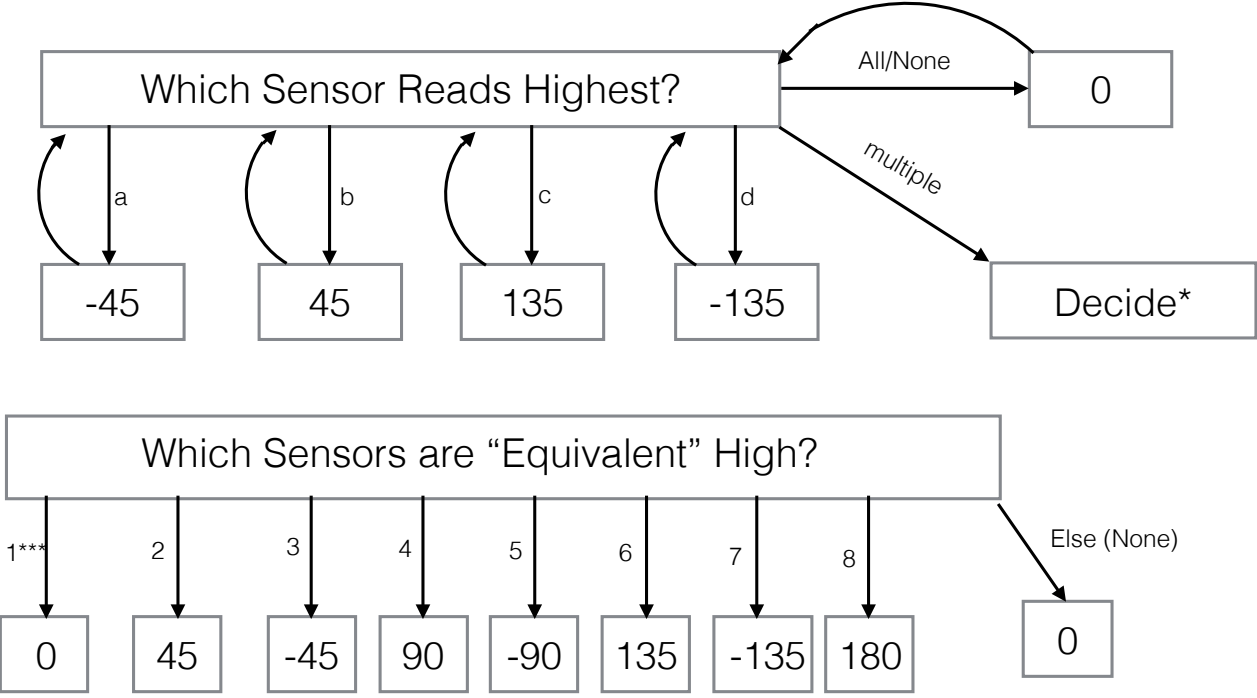 Which Sensor Reads Highest?
All/None
0
multiple
a
b
c
d
-45
45
135
-135
Decide*
Which Sensors are “Equivalent” High?
1***
2
3
4
5
6
7
8
Else (None)
0
45
-45
90
-90
135
-135
180
0